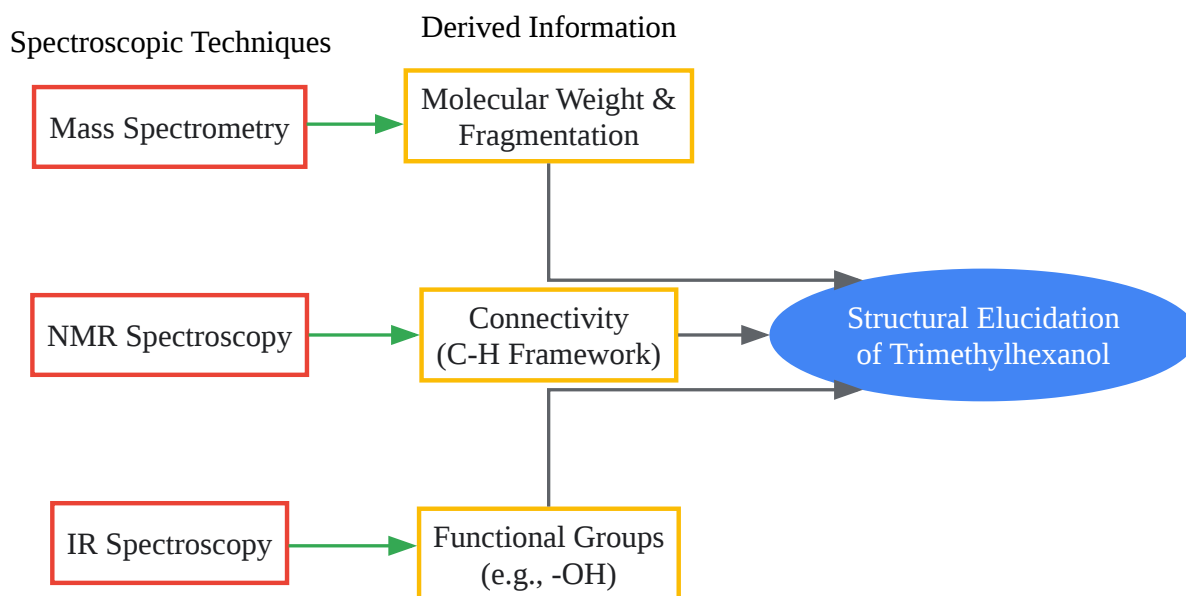 Spectroscopic Techniques
Derived Information
Mass Spectrometry
Molecular Weight &
Fragmentation
NMR Spectroscopy
Connectivity
(C-H Framework)
Structural Elucidation
of Trimethylhexanol
IR Spectroscopy
Functional Groups
(e.g., -OH)